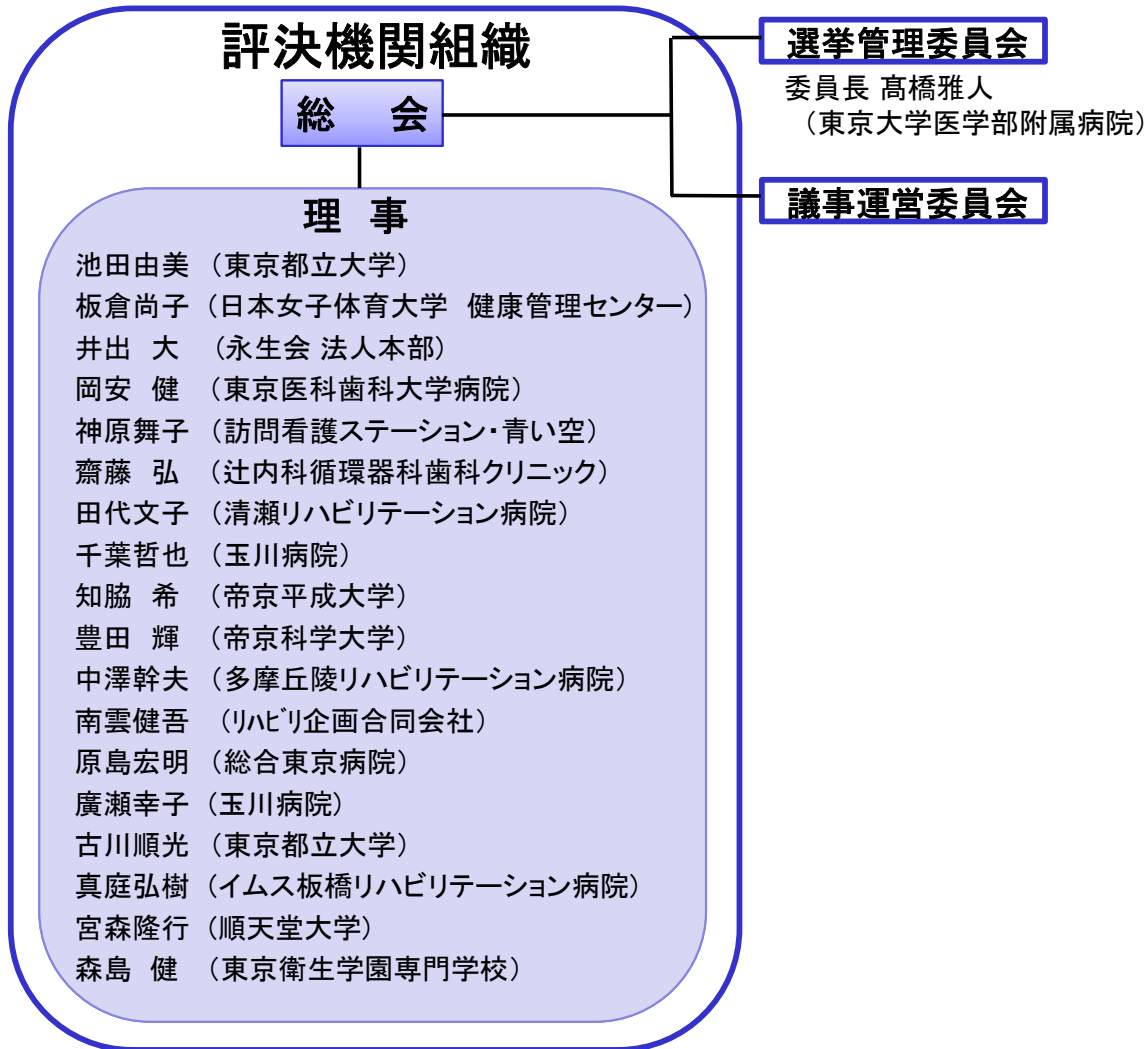 評決機関組織
総　会
選挙管理委員会
委員長 髙橋雅人
（東京大学医学部附属病院）
議事運営委員会
理 事
池田由美 （東京都立大学）
板倉尚子 （日本女子体育大学　健康管理センター）
井出　大 （永生会 法人本部）
岡安　健 （東京医科歯科大学病院）
神原舞子 （訪問看護ステーション・青い空）
齋藤　弘 （辻内科循環器科歯科クリニック）
田代文子 （清瀬リハビリテーション病院）
千葉哲也 （玉川病院）
知脇　希 （帝京平成大学）
豊田　輝 （帝京科学大学）
中澤幹夫 （多摩丘陵リハビリテーション病院）
南雲健吾 （ﾘﾊﾋﾞﾘ企画合同会社）
原島宏明 （総合東京病院）
廣瀬幸子 （玉川病院）
古川順光 （東京都立大学）
真庭弘樹 （イムス板橋リハビリテーション病院）
宮森隆行 （順天堂大学）
森島　健 （東京衛生学園専門学校）